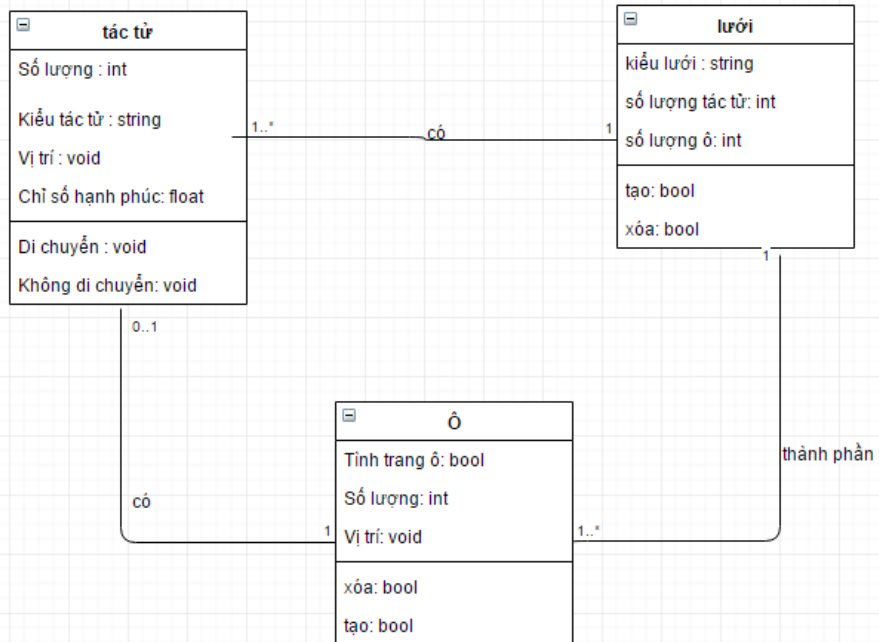 tác tử
Số lượng : int
Kiểu tác tử : string
Vị trí : void
Chỉ số hạnh phúc: float
Di chuyển : void
Không di chuyển: void
1..*
có
1
lưới
kiểu lưới : string
số lượng tác tử: int
số lượng ô: int
tạo: bool
xóa: bool
1
thành phần
0..1
có
1
Ô
Tình trang ô: bool
Số lượng: int
Vị trí: void
xóa: bool
tạo: bool
1..*